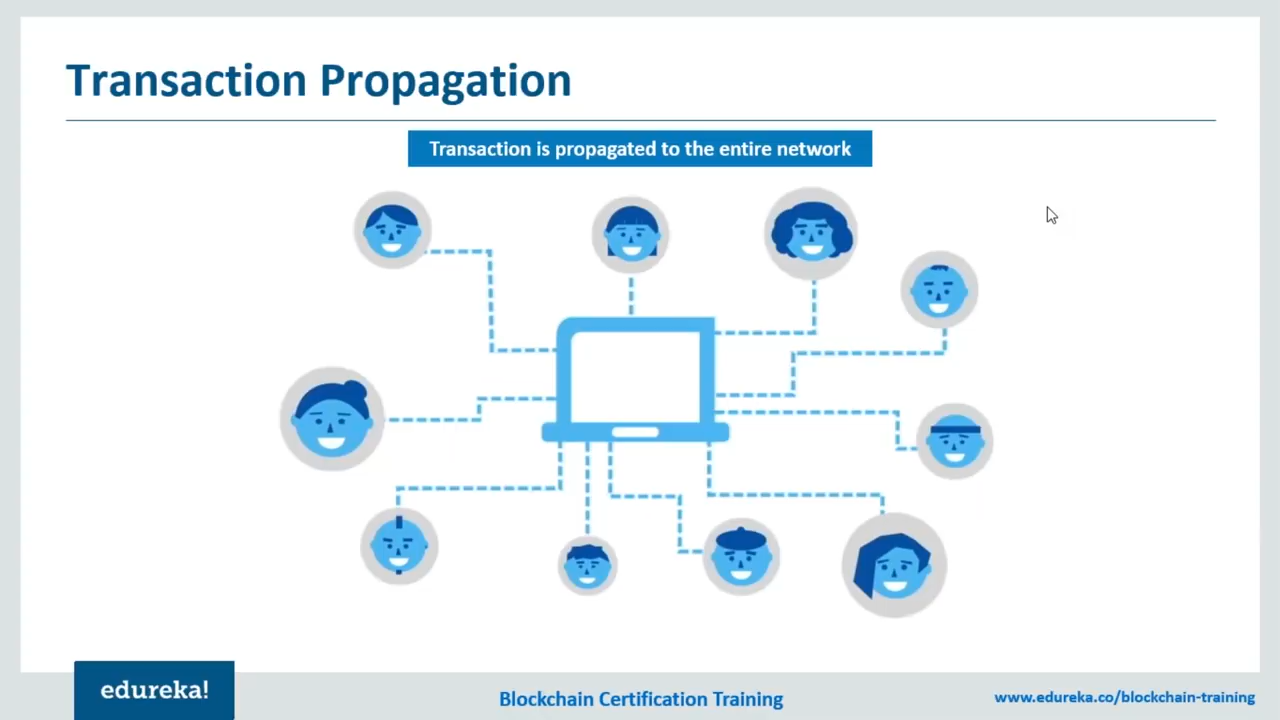 Transaction Propagation
Transaction is propagated to the entire network
edureka!
Blockchain Certification Training
www.edureka.co/blockchain-training